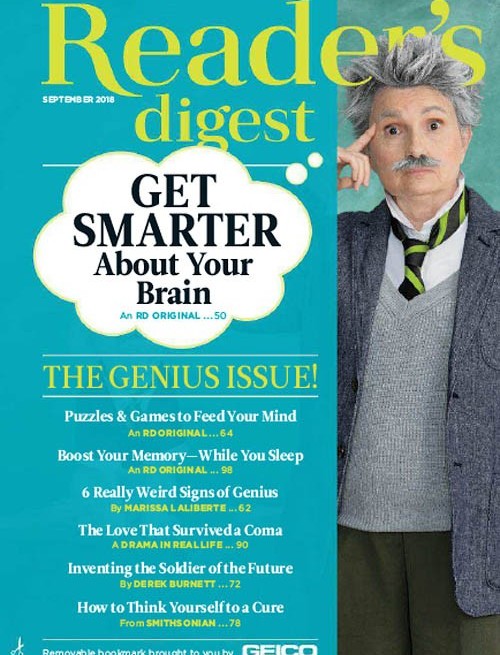 Reader's
SEPTEMBER 2018
digest
GET
SMARTER
About Your
Brain
An RD ORIGINAL ... 50
THE GENIUS ISSUE!
Puzzles & Games to Feed Your Mind
An RD ORIGINAL ... 64
Boost Your Memory—While You Sleep
An RD ORIGINAL ... 98
6 Really Weird Signs of Genius
By MARISSA LALIBERTE ... 62
The Love That Survived a Coma
A DRAMA IN REAL LIFE ... 90
Inventing the Soldier of the Future
By DEREK BURNETT ... 72
How to Think Yourself to a Cure
From SMITHSONIAN ... 78
Removable bookmark brought to you by GEICO